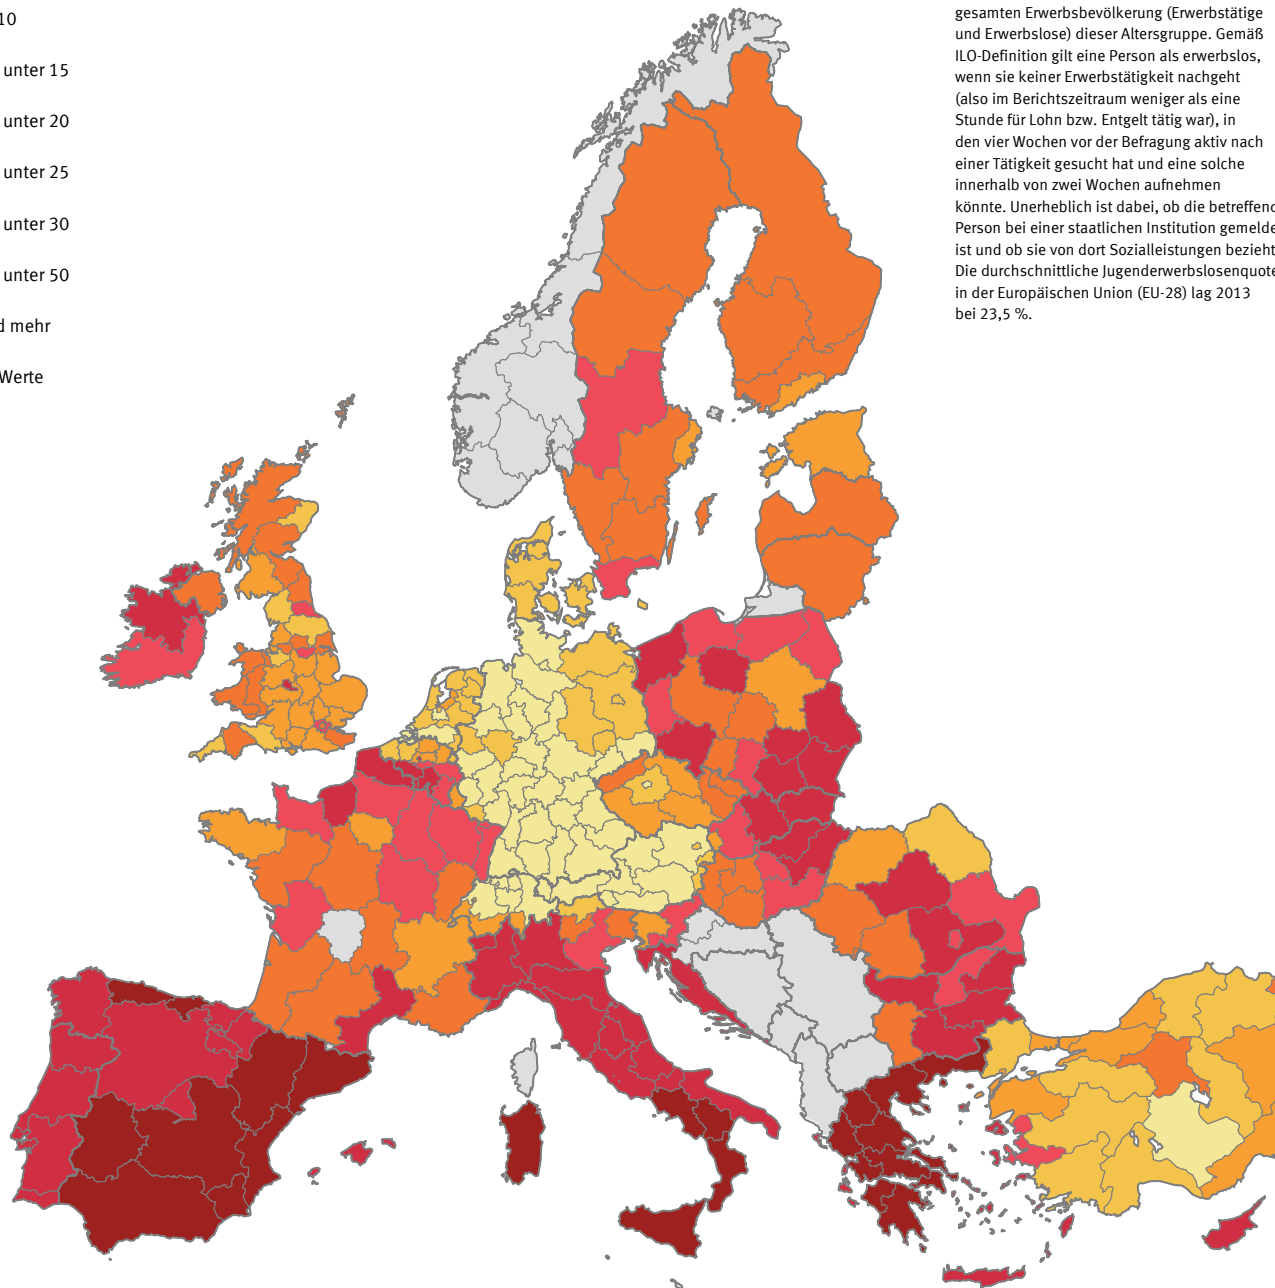 10
unter 15
unter 20
unter 25
unter 30
unter 50
d mehr
Werte
gesamten Erwerbsbevölkerung (Erwerbstätige
und Erwerbslose) dieser Altersgruppe. Gemäß
ILO-Definition gilt eine Person als erwerbslos,
wenn sie keiner Erwerbstätigkeit nachgeht
(also im Berichtszeitraum weniger als eine
Stunde für Lohn bzw. Entgelt tätig war), in
den vier Wochen vor der Befragung aktiv nach
einer Tätigkeit gesucht hat und eine solche
innerhalb von zwei Wochen aufnehmen
könnte. Unerheblich ist dabei, ob die betreffend
Person bei einer staatlichen Institution gemelde
ist und ob sie von dort Sozialleistungen bezieht
Die durchschnittliche Jugenderwerbslosenquote
in der Europäischen Union (EU-28) lag 2013
bei 23,5 %.